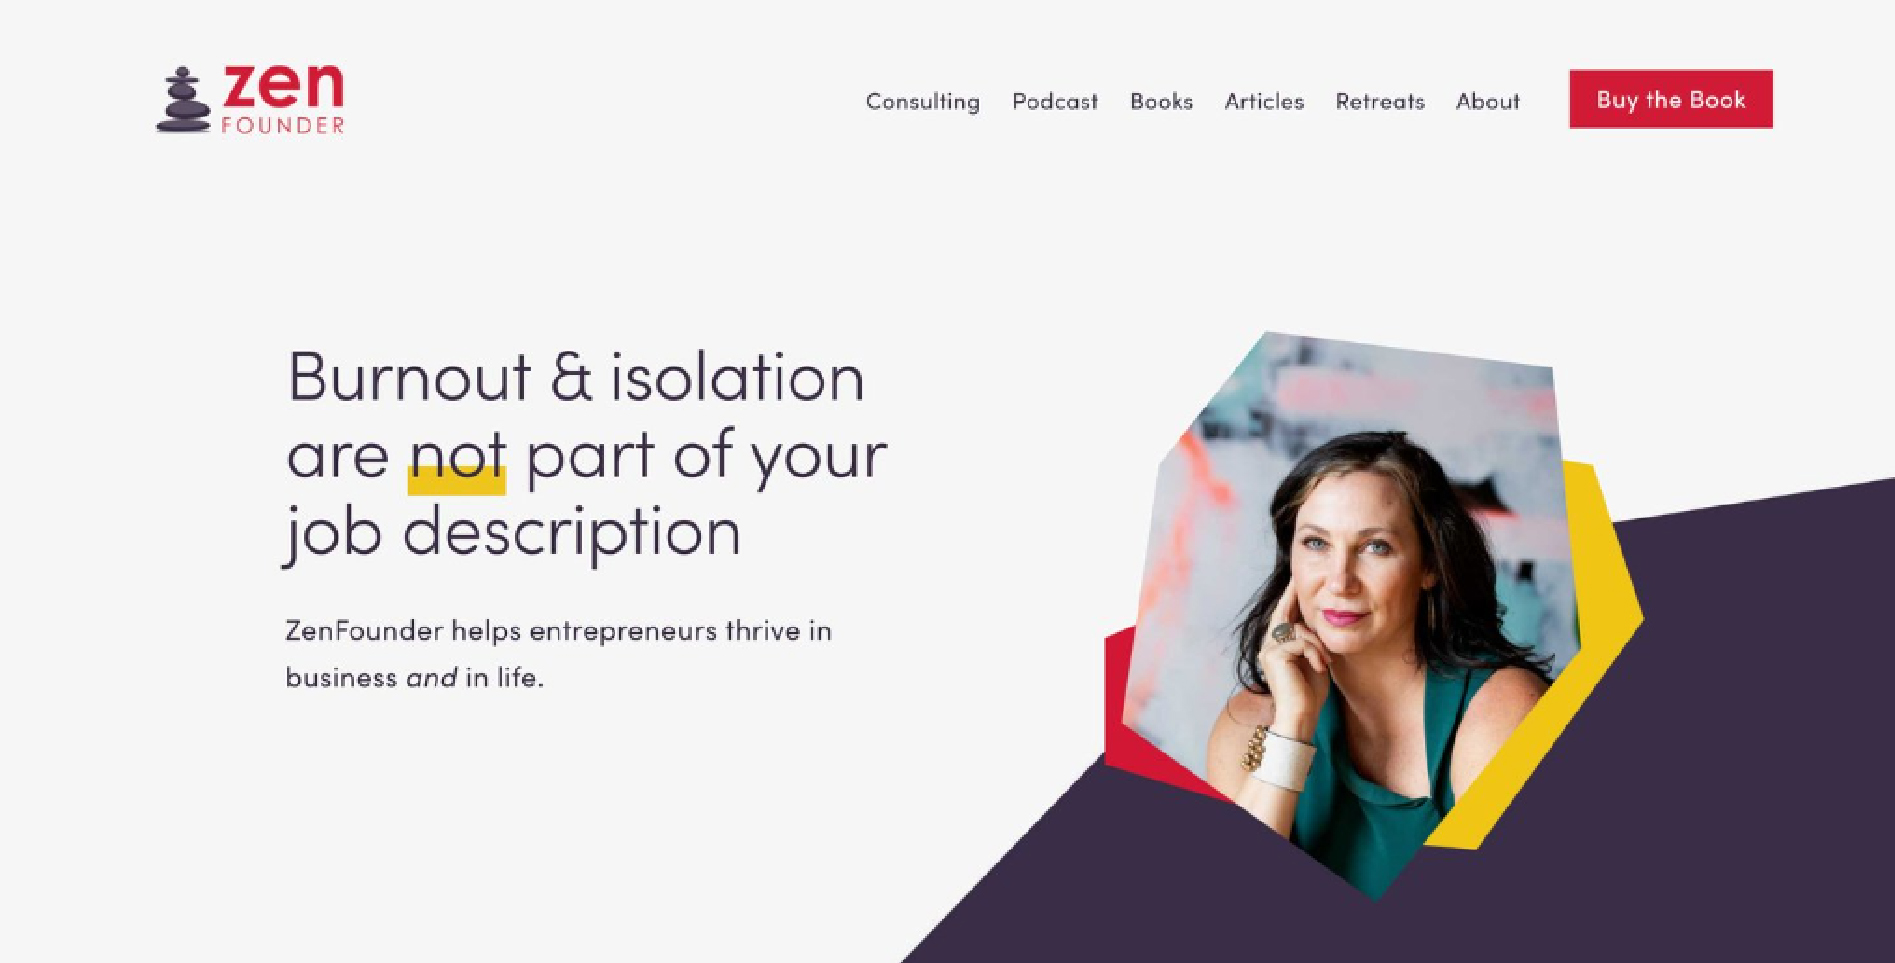 zen
FOUNDER
Consulting Podcast Books Articles Retreats About Buy the Book
Burnout & isolation
are not part of your
job description
ZenFounder helps entrepreneurs thrive in
business and in life.